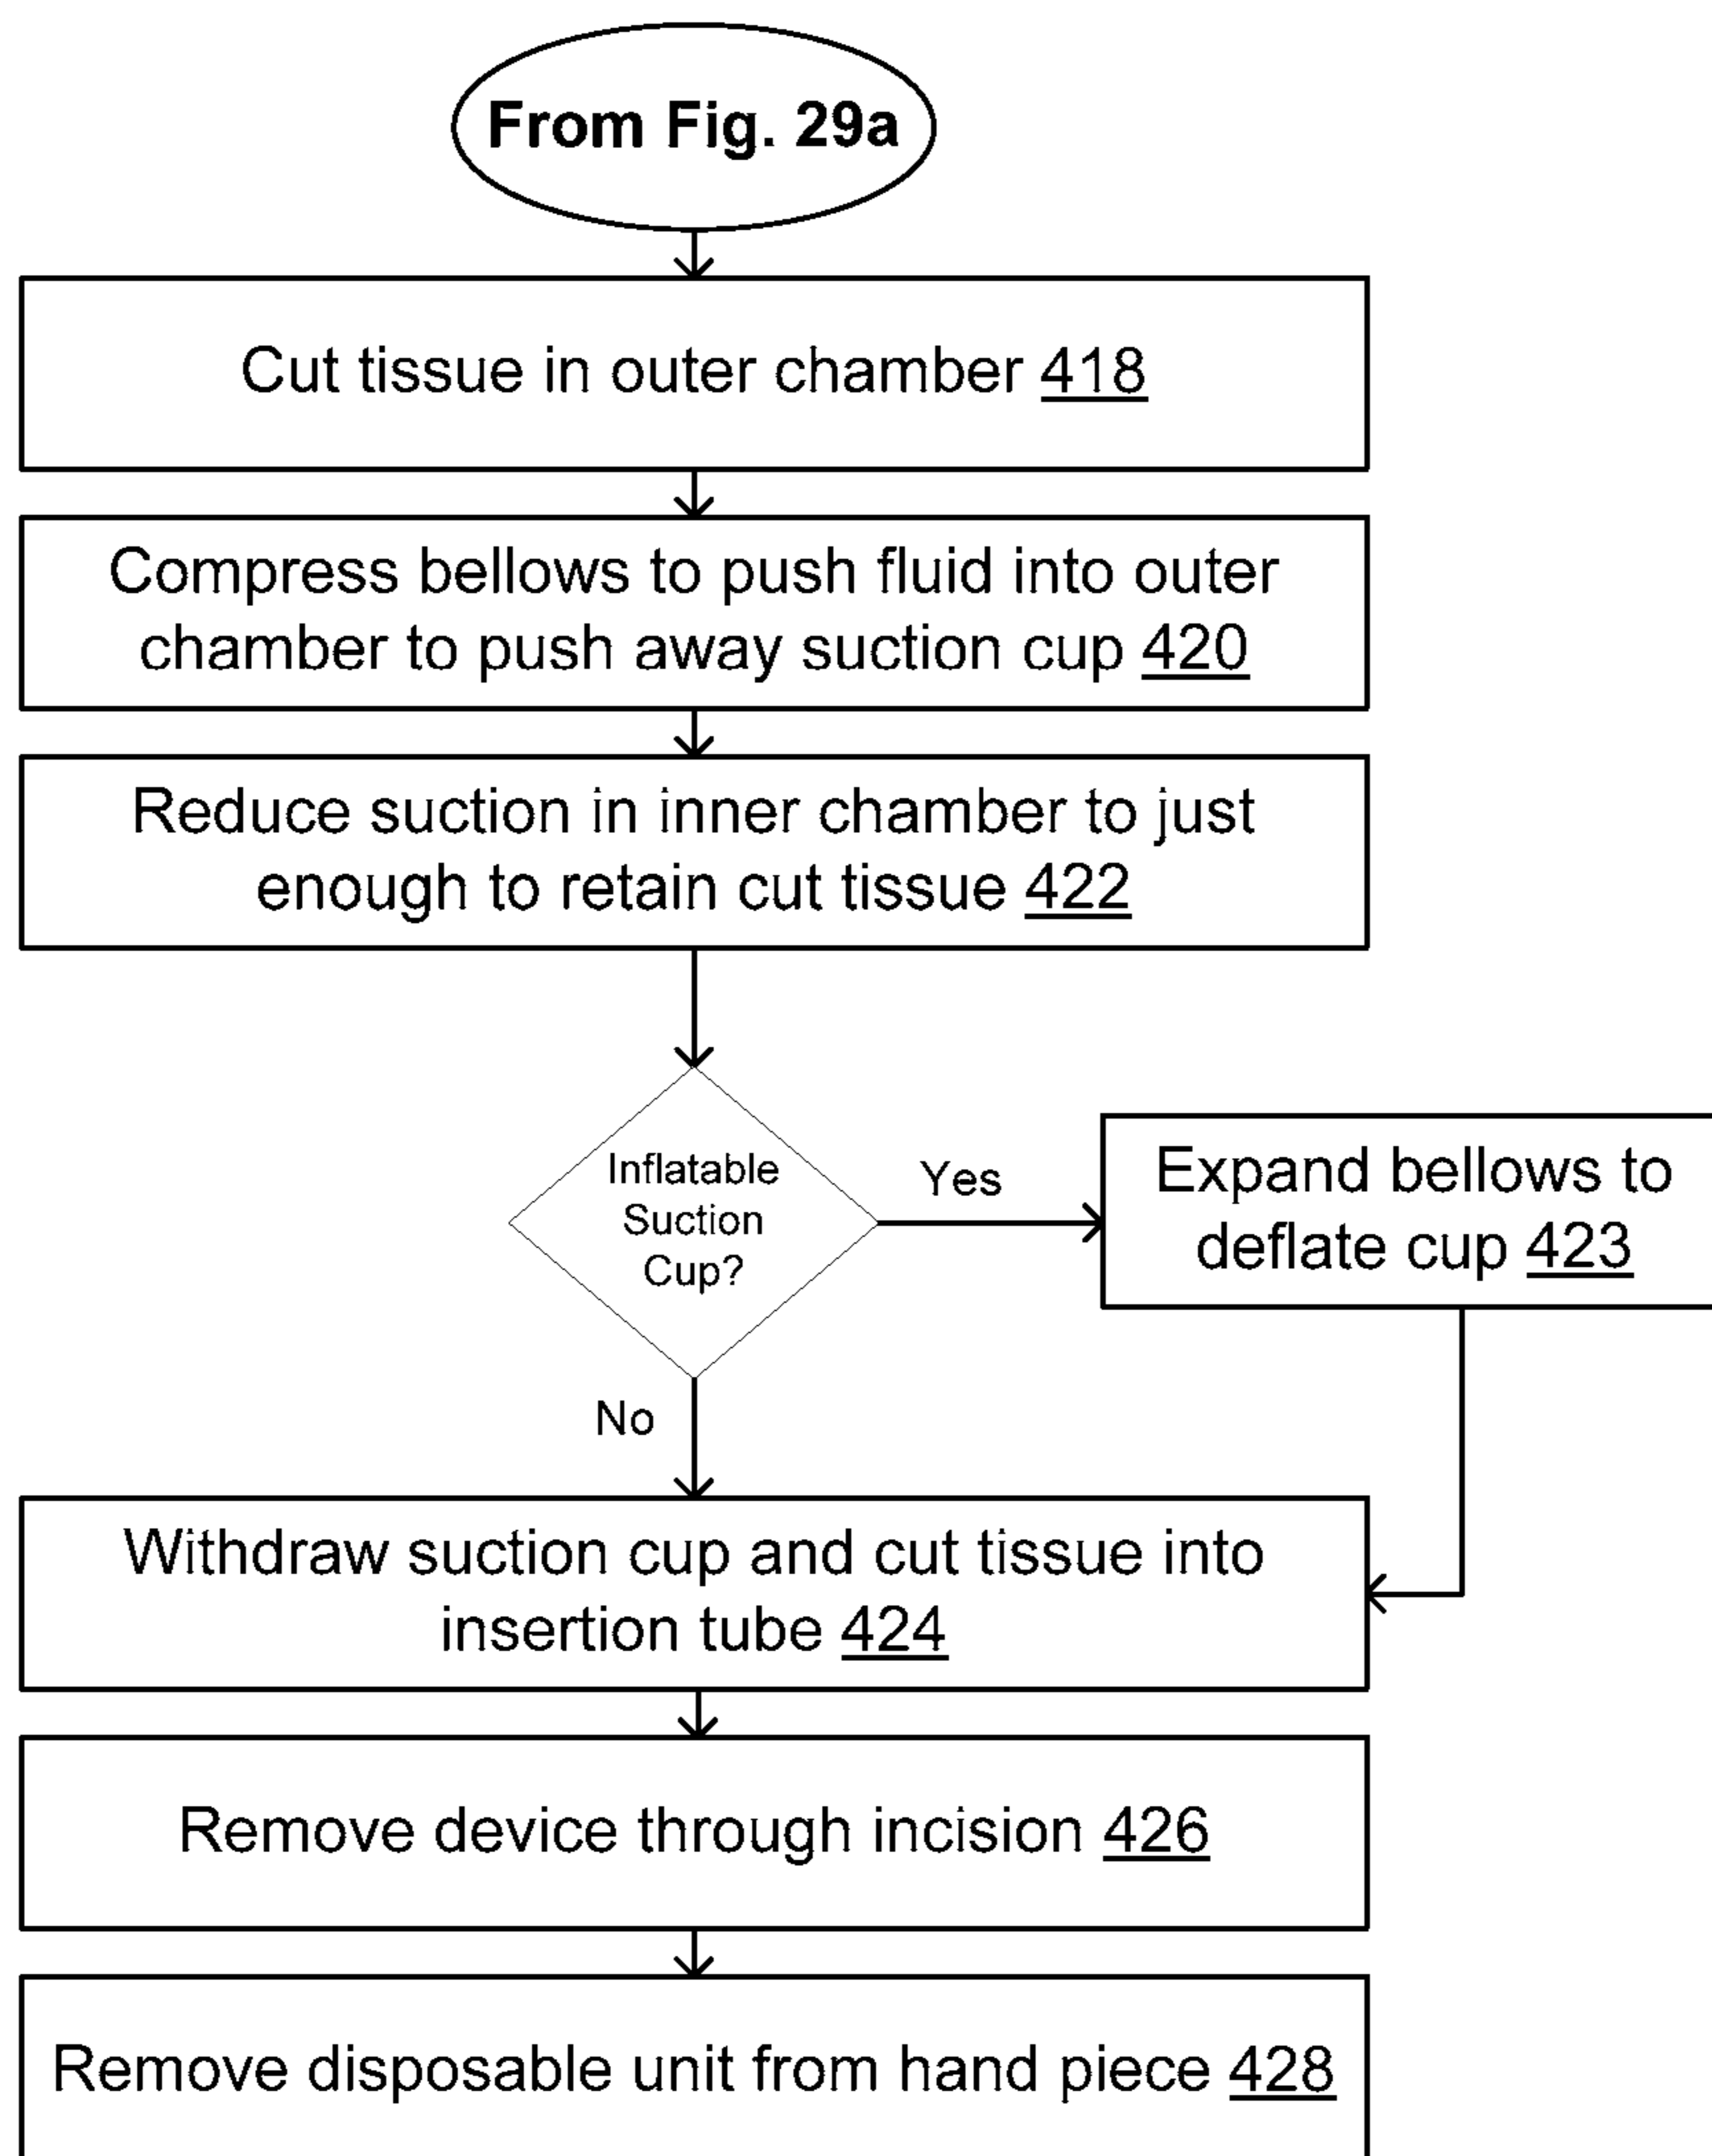 From Fig. 29a
Cut tissue in outer chamber 418
Compress bellows to push fluid into outer
chamber to push away suction cup 420
Reduce suction in inner chamber to just
enough to retain cut tissue 422
Inflatable
Suction
Cup?
Yes
Expand bellows to
deflate cup 423
No
Withdraw suction cup and cut tissue into
insertion tube 424
Remove device through incision 426
Remove disposable unit from hand piece 428